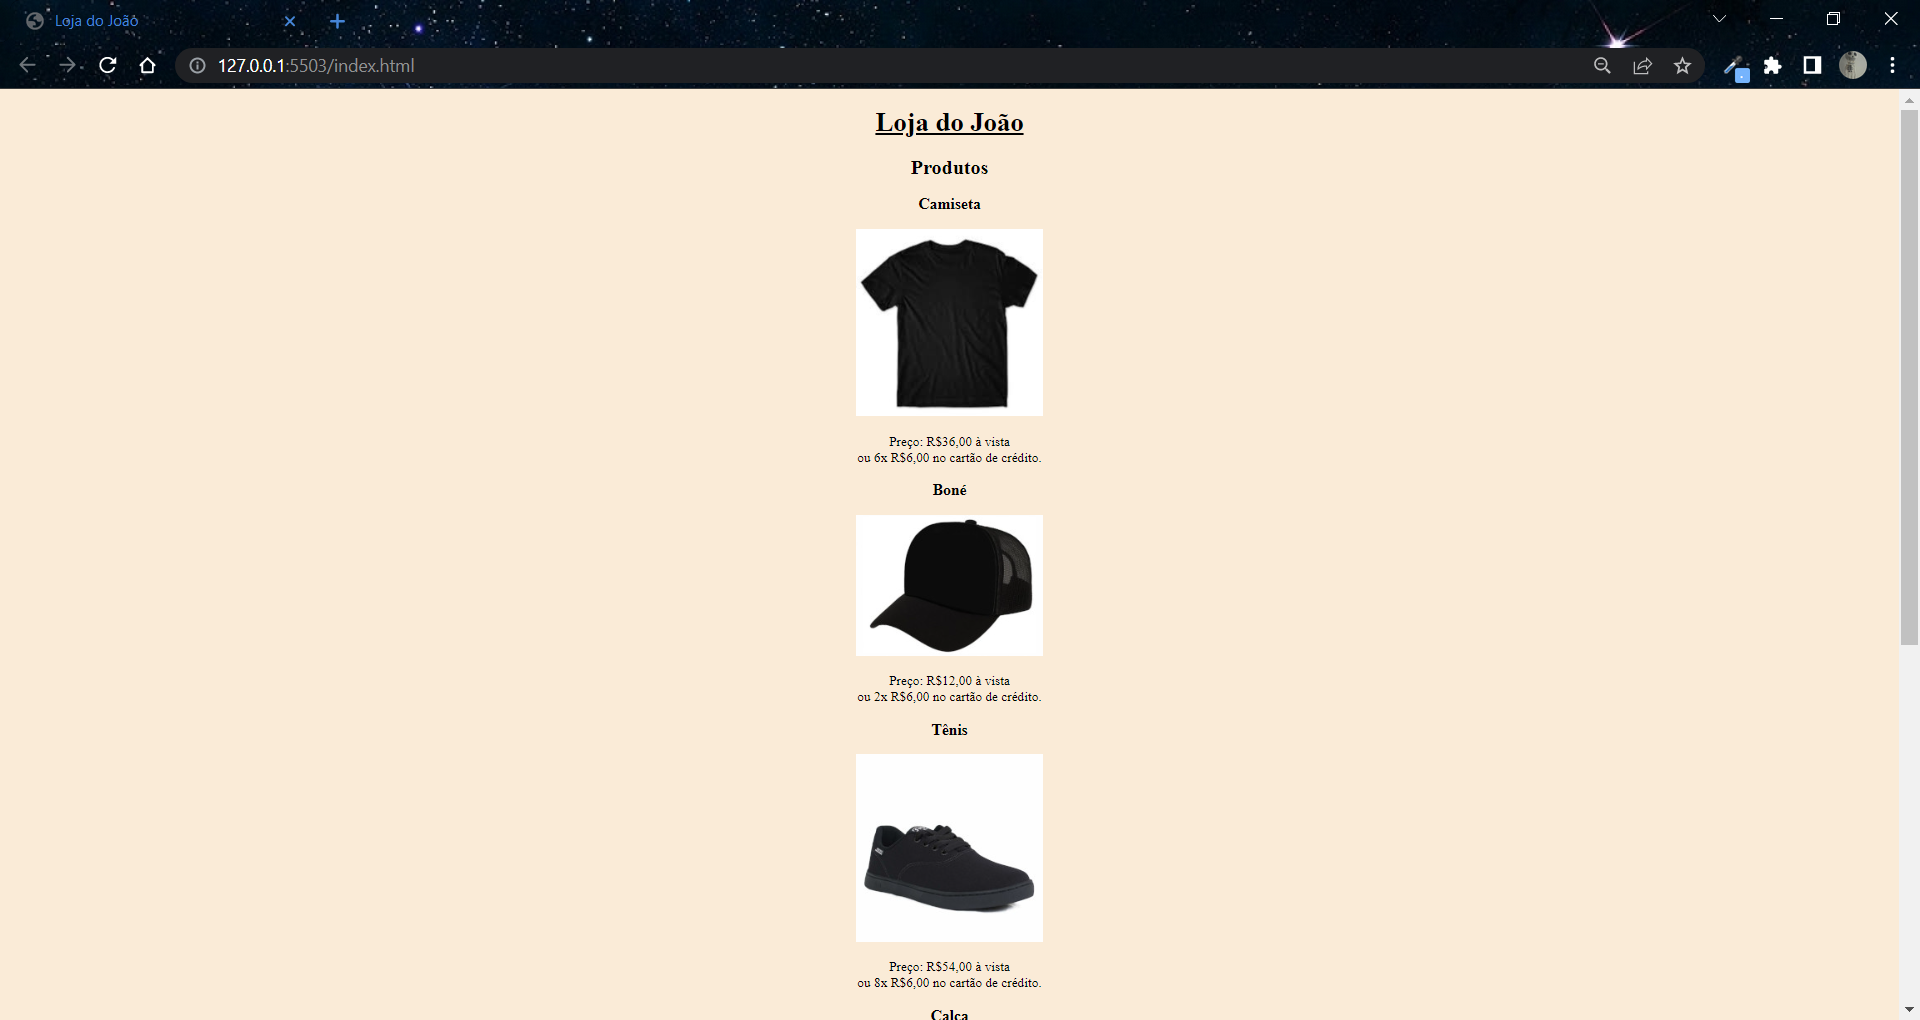 Loja do João
127.0.0.1:5503/index.html
Loja do João
Produtos
Camiseta
Preço: R$36,00 à vista
ou 6x R$6,00 no cartão de crédito.
Boné
Preço: R$12,00 à vista
ou 2x R$6,00 no cartão de crédito.
Tênis
Preço: R$54,00 à vista
ou 8x R$6,00 no cartão de crédito.
Calça